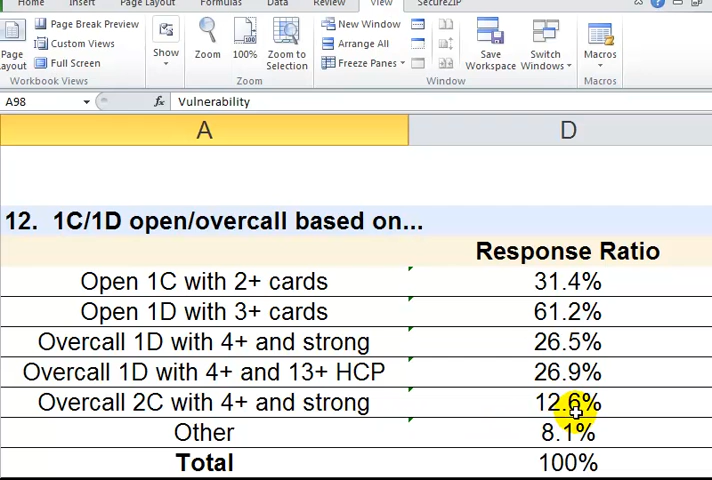 Home Insert Page Layout Formulas Data Review View SecureZIP
Page Layout
Page Break Preview
Custom Views
Full Screen
Workbook Views
Show
Zoom
100%
Zoom to Selection
Zoom
New Window
Arrange All
Freeze Panes
Save Workspace
Switch Windows
Window
Macros
Macros
A98 fx Vulnerability
A D
12. 1C/1D open/overcall based on...
Response Ratio
Open 1C with 2+ cards 31.4%
Open 1D with 3+ cards 61.2%
Overcall 1D with 4+ and strong 26.5%
Overcall 1D with 4+ and 13+ HCP 26.9%
Overcall 2C with 4+ and strong 12.6%
Other 8.1%
Total 100%